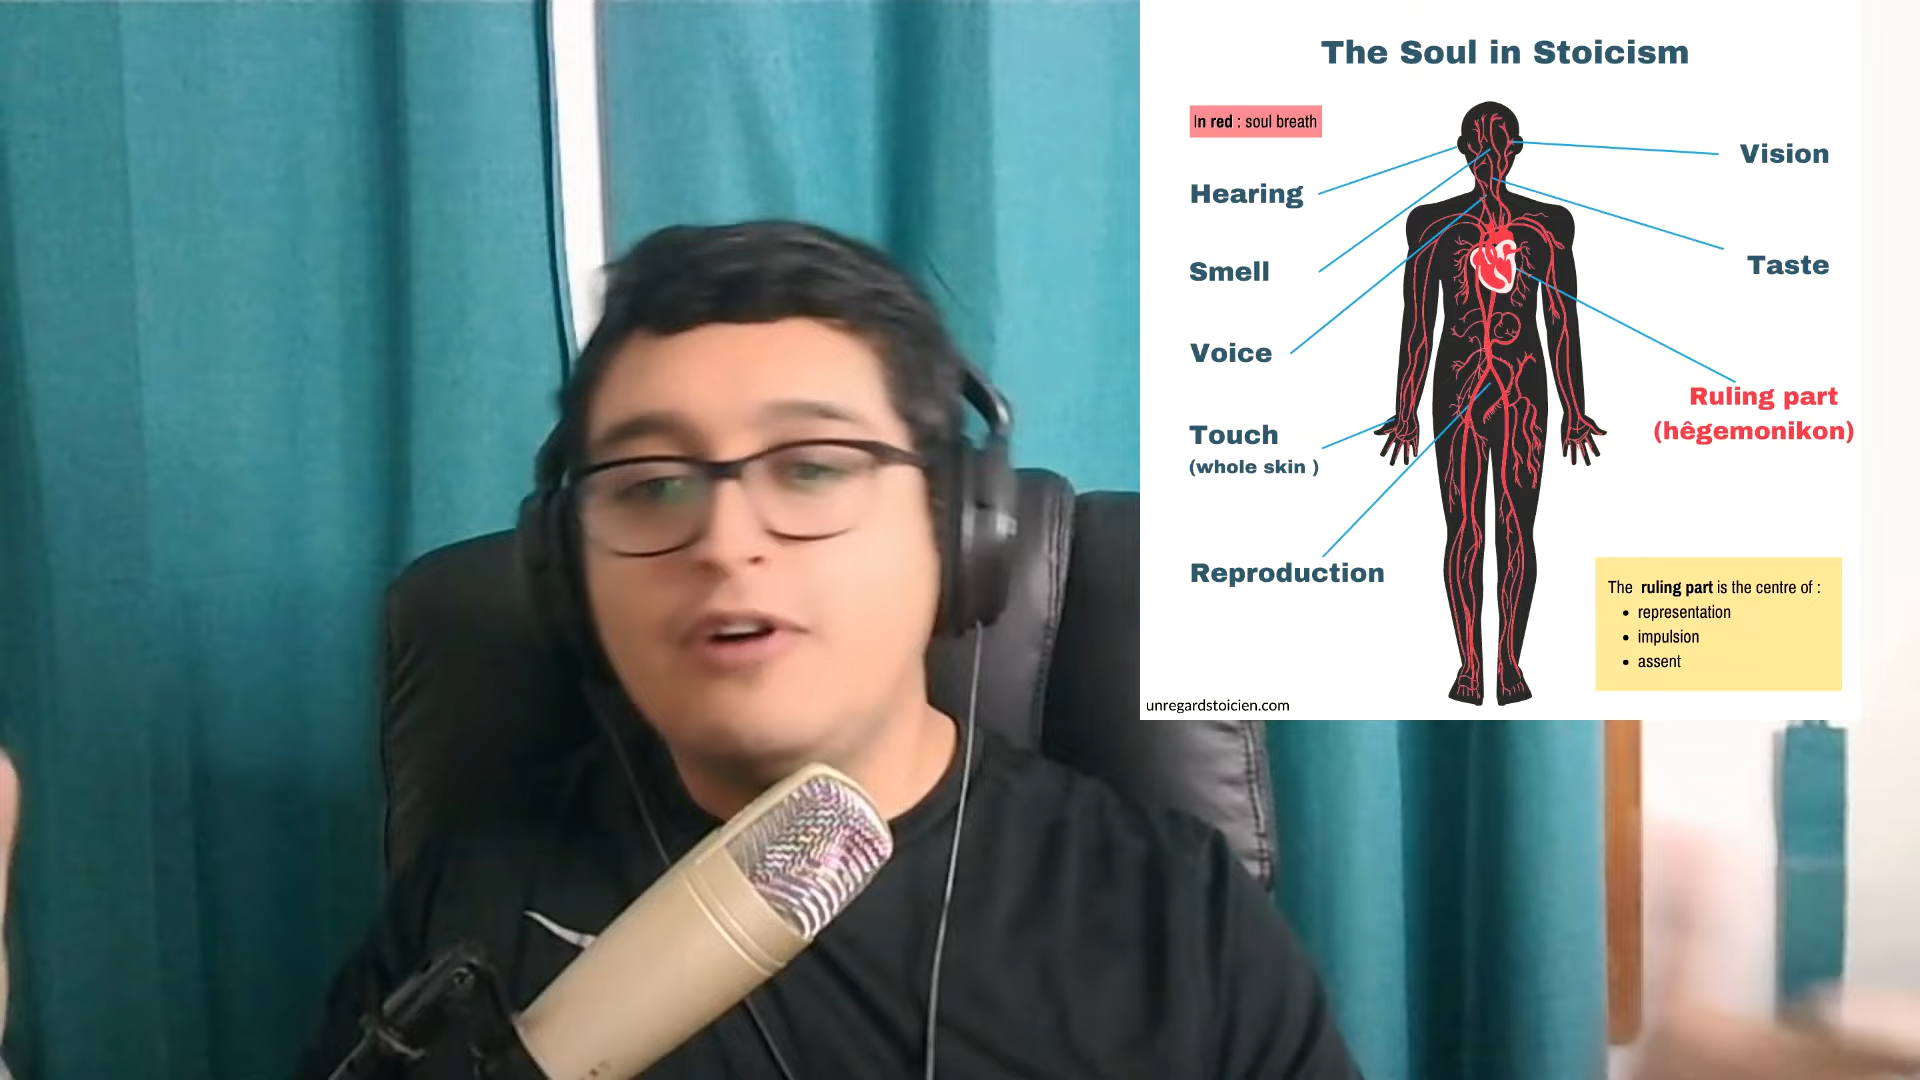 The Soul in Stoicism
In red : soul breath
Vision
Hearing
Taste
Smell
Voice
Ruling part
(hêgemonikon)
Touch
(whole skin )
Reproduction
The ruling part is the centre of :
• representation
• impulsion
• assent
unregardstoicien.com